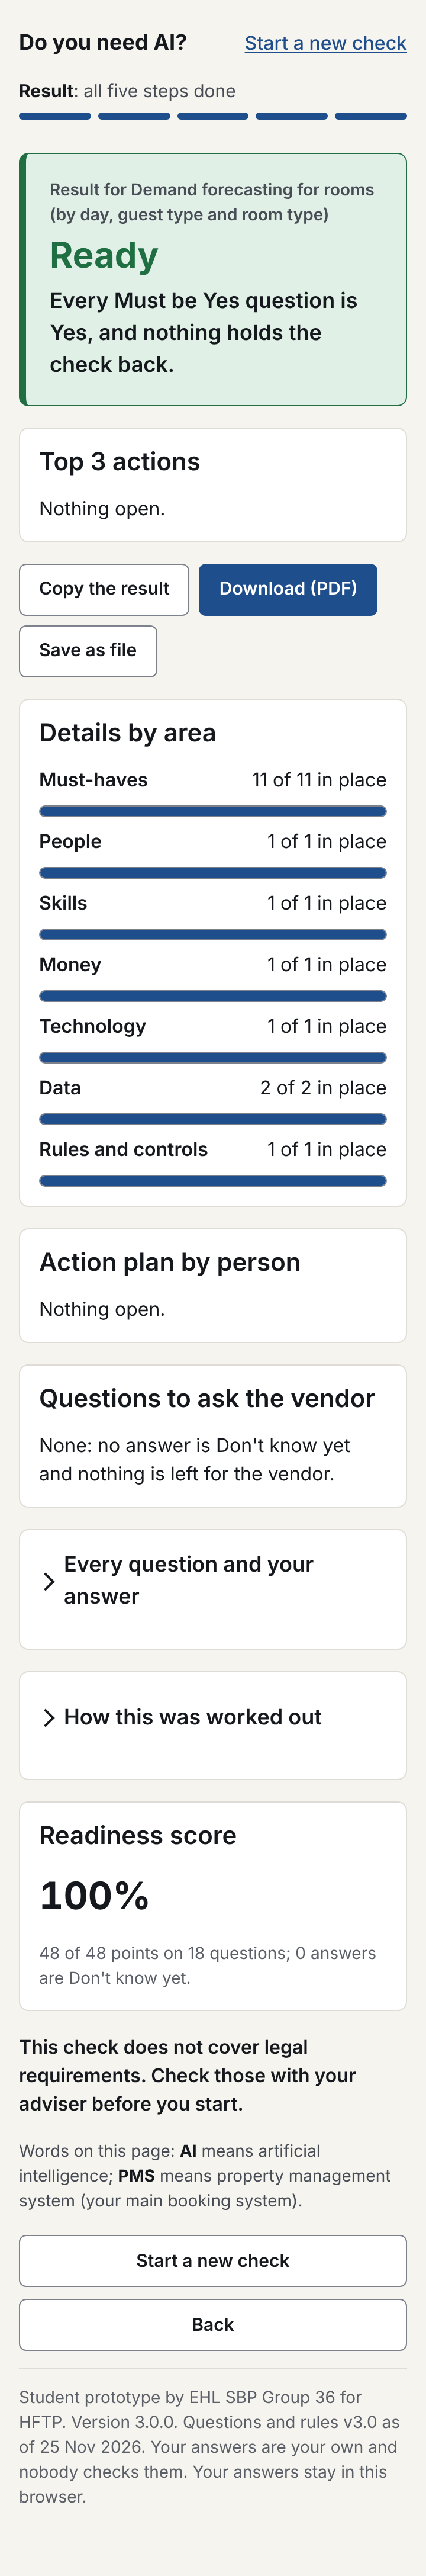 Do you need AI?
Start a new check
Result: all five steps done
Result for Demand forecasting for rooms
(by day, guest type and room type)
Ready
Every Must be Yes question is
Yes, and nothing holds the
check back.
Top 3 actions
Nothing open.
Copy the result
Download (PDF)
Save as file
Details by area
Must-haves
11 of 11 in place
People
1 of 1 in place
Skills
1 of 1 in place
Money
1 of 1 in place
Technology
1 of 1 in place
Data
2 of 2 in place
Rules and controls
1 of 1 in place
Action plan by person
Nothing open.
Questions to ask the vendor
None: no answer is Don't know yet
and nothing is left for the vendor.
Every question and your
answer
How this was worked out
Readiness score
100%
48 of 48 points on 18 questions; 0 answers
are Don't know yet.
This check does not cover legal
requirements. Check those with your
adviser before you start.
Words on this page: AI means artificial
intelligence; PMS means property management
system (your main booking system).
Start a new check
Back
Student prototype by EHL SBP Group 36 for
HFTP. Version 3.0.0. Questions and rules v3.0 as
of 25 Nov 2026. Your answers are your own and
nobody checks them. Your answers stay in this
browser.